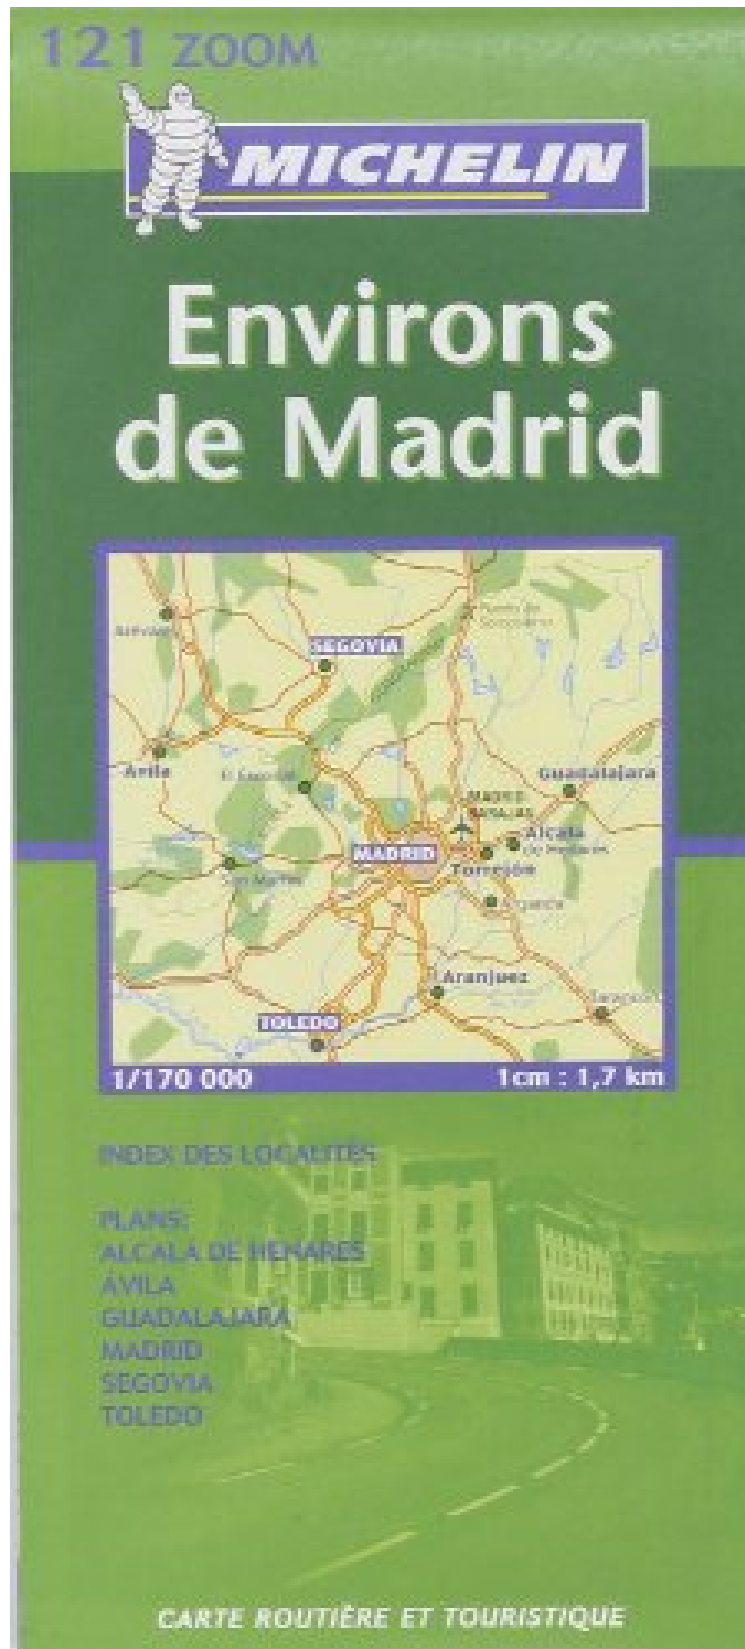 121 ZOOM
MICHELIN
Environs
de Madrid
SEGOVIA
Avila
Guadalajara
Alcala
MADRID
Torrejón
Aranjuez
TOLEDO
1/170 000
1cm : 1,7 km
INDEX DES LOCALITÉS
PLANS:
ALCALÁ DE HENARES
ÁVILA
GUADALAJARA
MADRID
SEGOVIA
TOLEDO
CARTE ROUTIÈRE ET TOURISTIQUE